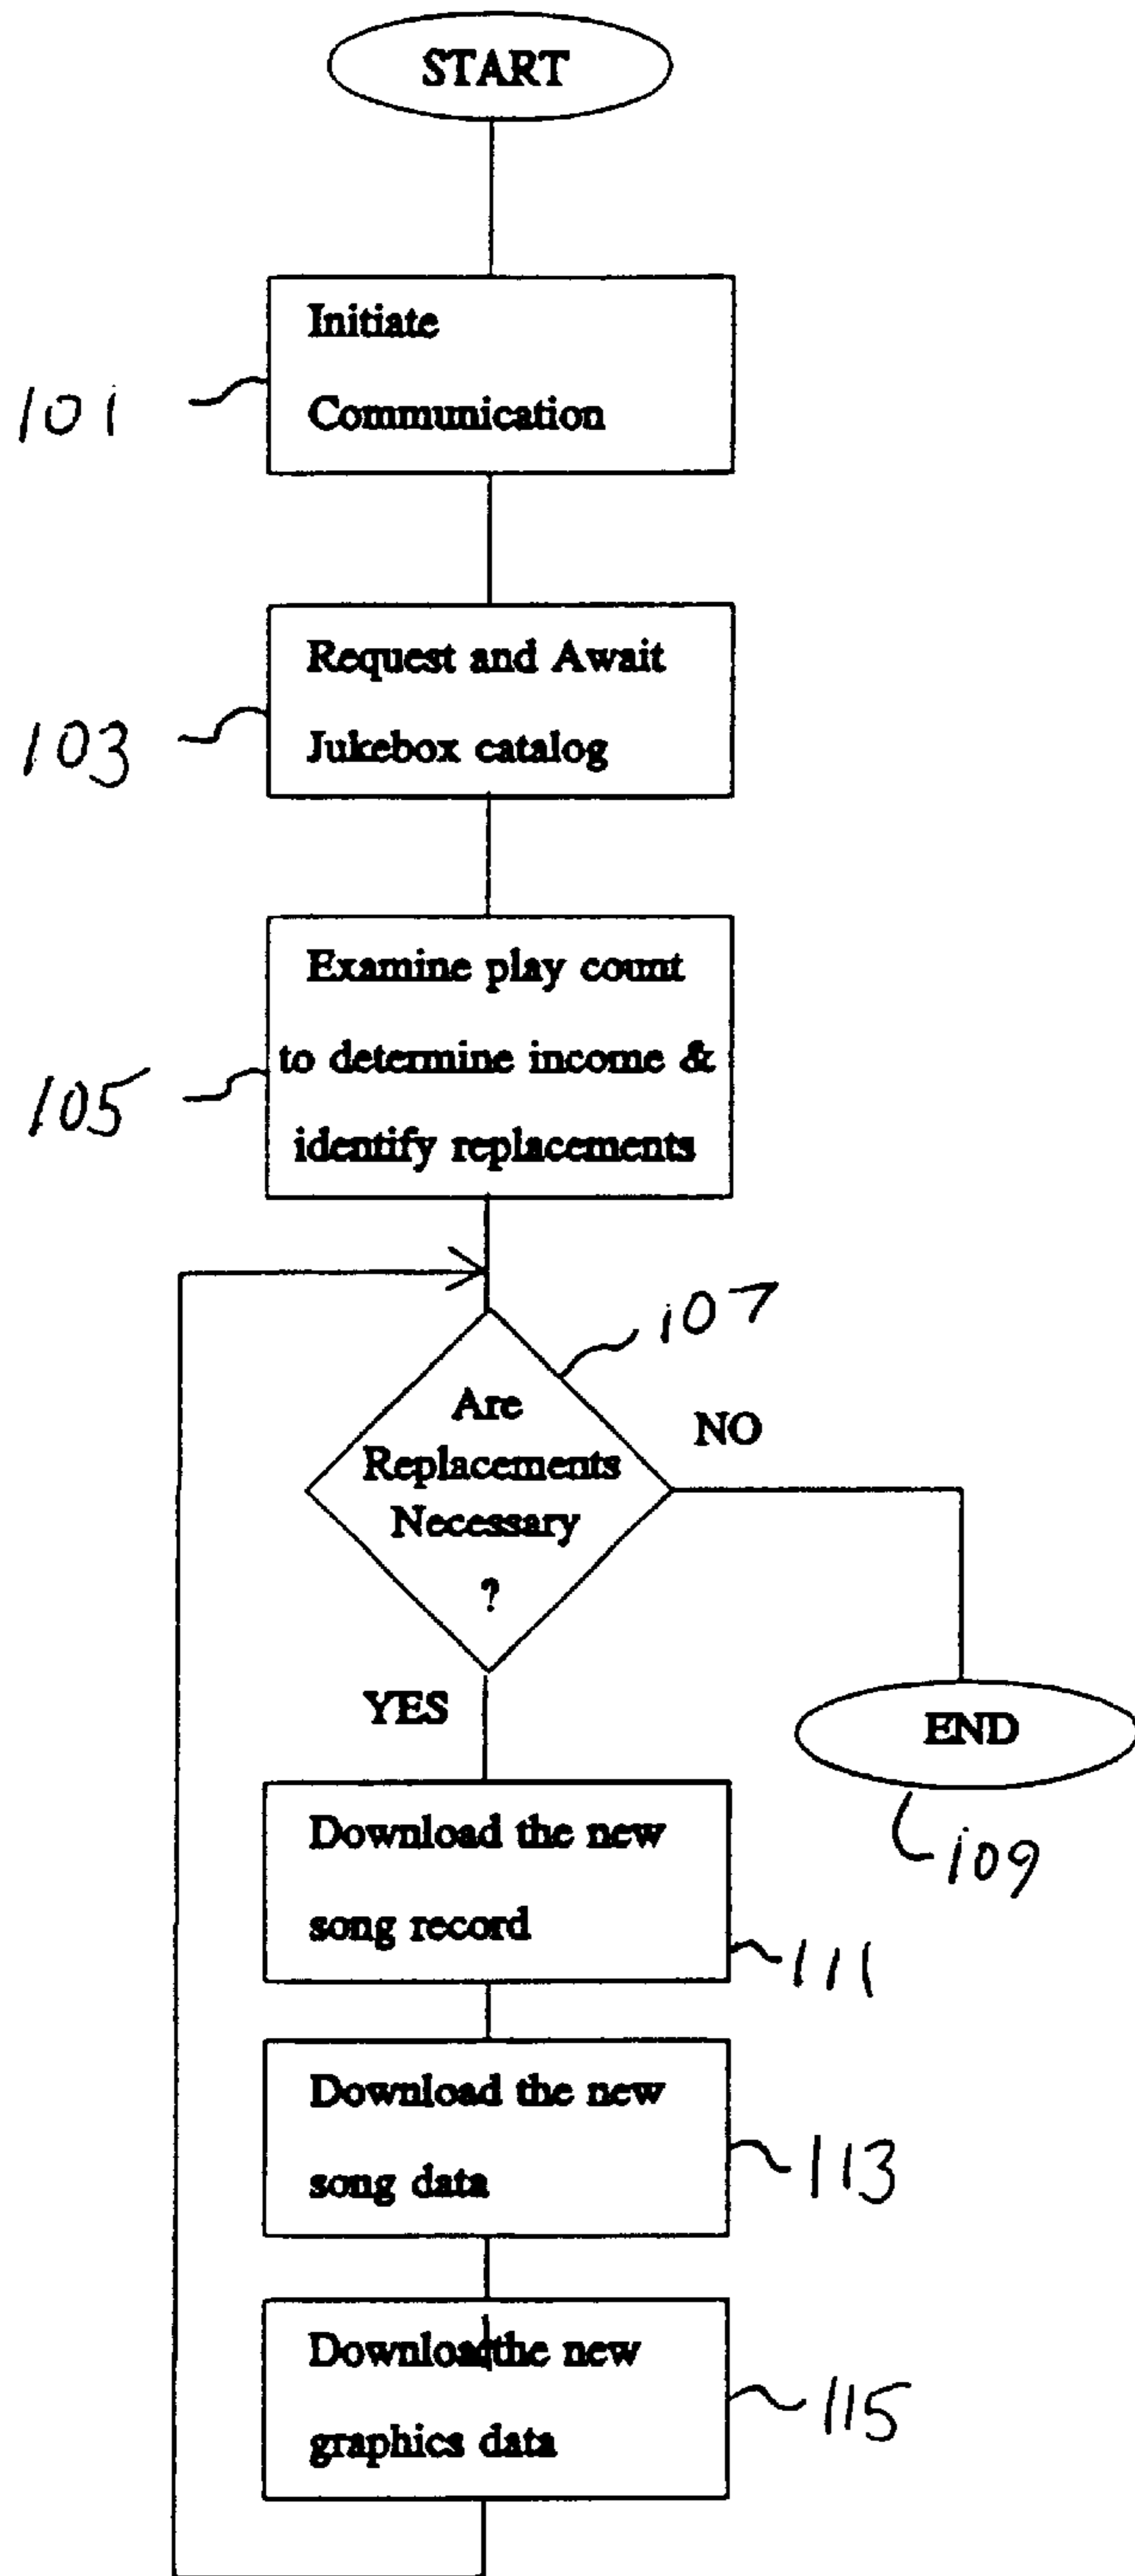 START
Initiate
Communication
101
Request and Await
Jukebox catalog
103
Examine play count
to determine income &
identify replacements
105
107
Are
Replacements
Necessary
?
NO
YES
END
109
Download the new
song record
111
Download the new
song data
113
Download the new
graphics data
115